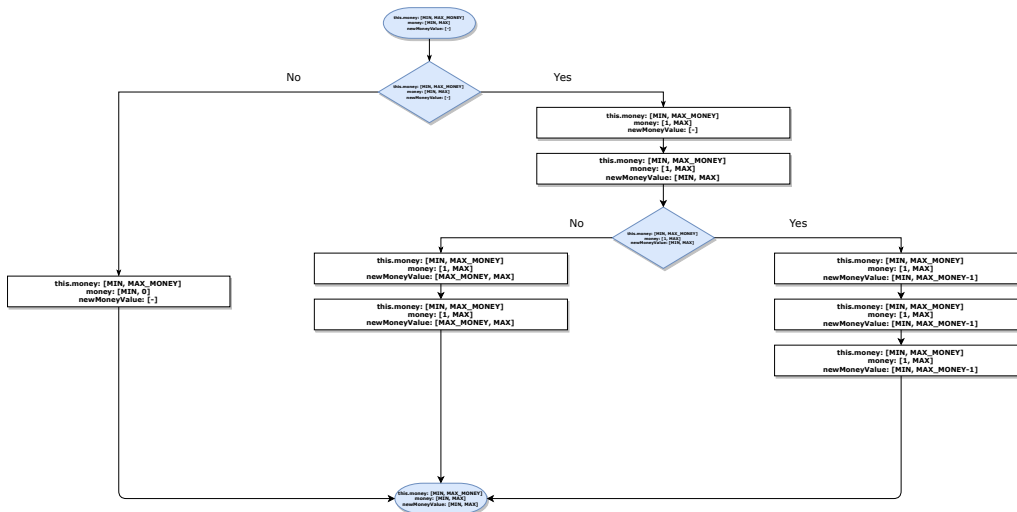 this.money: [MIN, MAX_MONEY]
money: [MIN, MAX]
newMoneyValue: [-]
No
Yes
this.money: [MIN, MAX_MONEY]
money: [MIN, MAX]
newMoneyValue: [-]
this.money: [MIN, MAX_MONEY]
money: [1, MAX]
newMoneyValue: [-]
this.money: [MIN, MAX_MONEY]
money: [1, MAX]
newMoneyValue: [MIN, MAX]
No
Yes
this.money: [MIN, MAX_MONEY]
money: [1, MAX]
newMoneyValue: [MIN, MAX]
this.money: [MIN, MAX_MONEY]
money: [MIN, 0]
newMoneyValue: [-]
this.money: [MIN, MAX_MONEY]
money: [1, MAX]
newMoneyValue: [MAX_MONEY, MAX]
this.money: [MIN, MAX_MONEY]
money: [1, MAX]
newMoneyValue: [MAX_MONEY, MAX]
this.money: [MIN, MAX_MONEY]
money: [1, MAX]
newMoneyValue: [MIN, MAX_MONEY-1]
this.money: [MIN, MAX_MONEY]
money: [1, MAX]
newMoneyValue: [MIN, MAX_MONEY-1]
this.money: [MIN, MAX_MONEY]
money: [1, MAX]
newMoneyValue: [MIN, MAX_MONEY-1]
this.money: [MIN, MAX_MONEY]
money: [MIN, MAX]
newMoneyValue: [MIN, MAX]